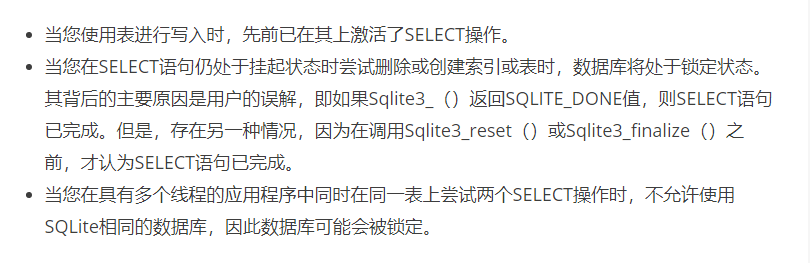 当您使用表进行写入时，先前已在其上激活了SELECT操作。
当您在SELECT语句仍处于挂起状态时尝试删除或创建索引或表时，数据库将处于锁定状态。
其背后的主要原因是用户的误解，即如果Sqlite3_（）返回SQLITE_DONE值，则SELECT语句
已完成。但是，存在另一种情况，因为在调用Sqlite3_reset（）或Sqlite3_finalize（）之
前，才认为SELECT语句已完成。
当您在具有多个线程的应用程序中同时在同一表上尝试两个SELECT操作时，不允许使用
SQLite相同的数据库，因此数据库可能会被锁定。